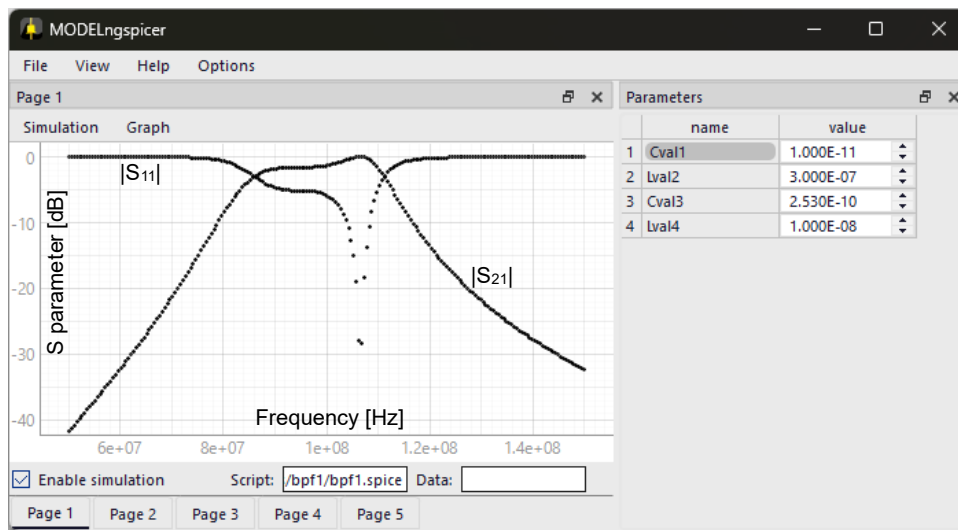 MODELngspicer
File View Help Options
Page 1
Simulation Graph
0
-10
-20
-30
-40
S parameter [dB]
|S₁₁|
|S₂₁|
Frequency [Hz]
6e+07 8e+07 1e+08 1.2e+08 1.4e+08
Enable simulation Script: /bpf1/bpf1.spice Data:
Page 1 Page 2 Page 3 Page 4 Page 5
Parameters
name value
1 Cval1 1.000E-11
2 Lval2 3.000E-07
3 Cval3 2.530E-10
4 Lval4 1.000E-08